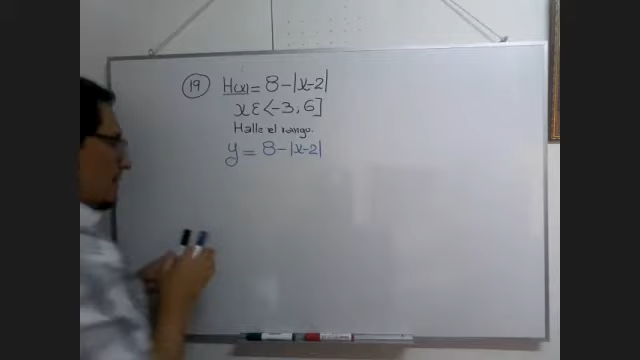 19 H(x) = 8-|x-2|
x ε <-3, 6]
Halle el rango.
y = 8-|x-2|